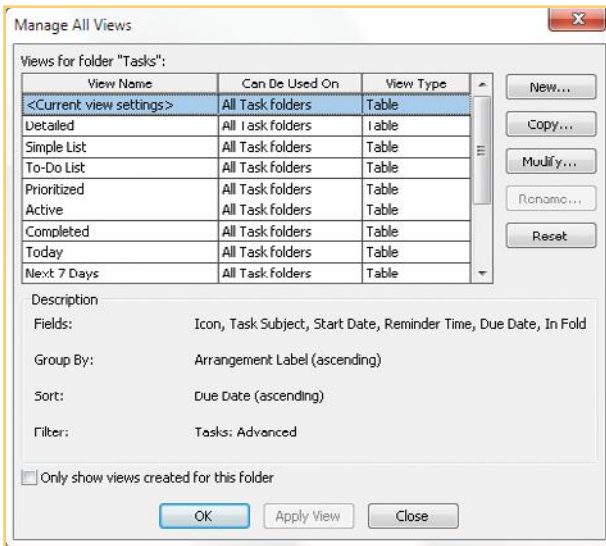 Manage All Views
Views for folder "Tasks":
View Name Can Be Used On View Type
<Current view settings> All Task folders Table
Detailed All Task folders Table
Simple List All Task folders Table
To-Do List All Task folders Table
Prioritized All Task folders Table
Active All Task folders Table
Completed All Task folders Table
Today All Task folders Table
Next 7 Days All Task folders Table
New...
Copy...
Modify...
Rename...
Reset
Description
Fields: Icon, Task Subject, Start Date, Reminder Time, Due Date, In Fold
Group By: Arrangement Label (ascending)
Sort: Due Date (ascending)
Filter: Tasks: Advanced
Only show views created for this folder
OK Apply View Close